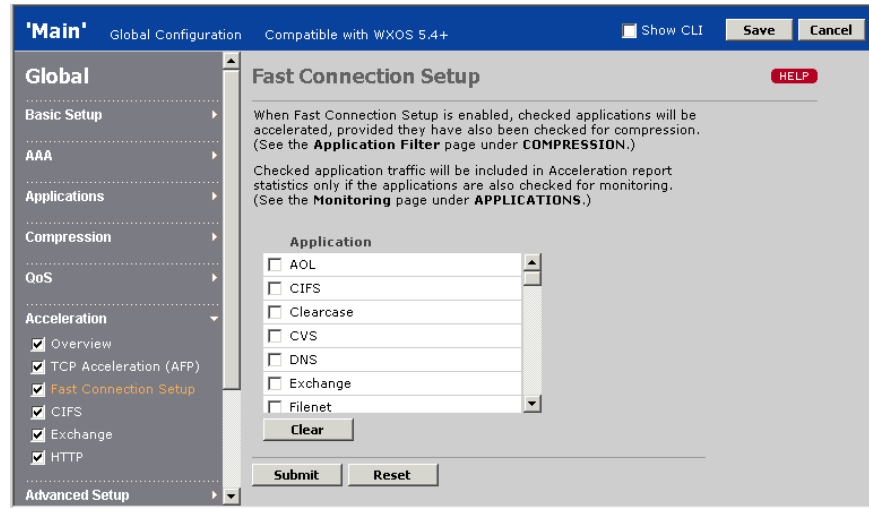 'Main' Global Configuration Compatible with WXOS 5.4+ Show CLI Save Cancel
Global
Basic Setup
AAA
Applications
Compression
QoS
Acceleration
Overview
TCP Acceleration (AFP)
Fast Connection Setup
CIFS
Exchange
HTTP
Advanced Setup
Fast Connection Setup HELP
When Fast Connection Setup is enabled, checked applications will be
accelerated, provided they have also been checked for compression.
(See the Application Filter page under COMPRESSION.)
Checked application traffic will be included in Acceleration report
statistics only if the applications are also checked for monitoring.
(See the Monitoring page under APPLICATIONS.)
Application
AOL
CIFS
Clearcase
CVS
DNS
Exchange
Filenet
Clear
Submit Reset